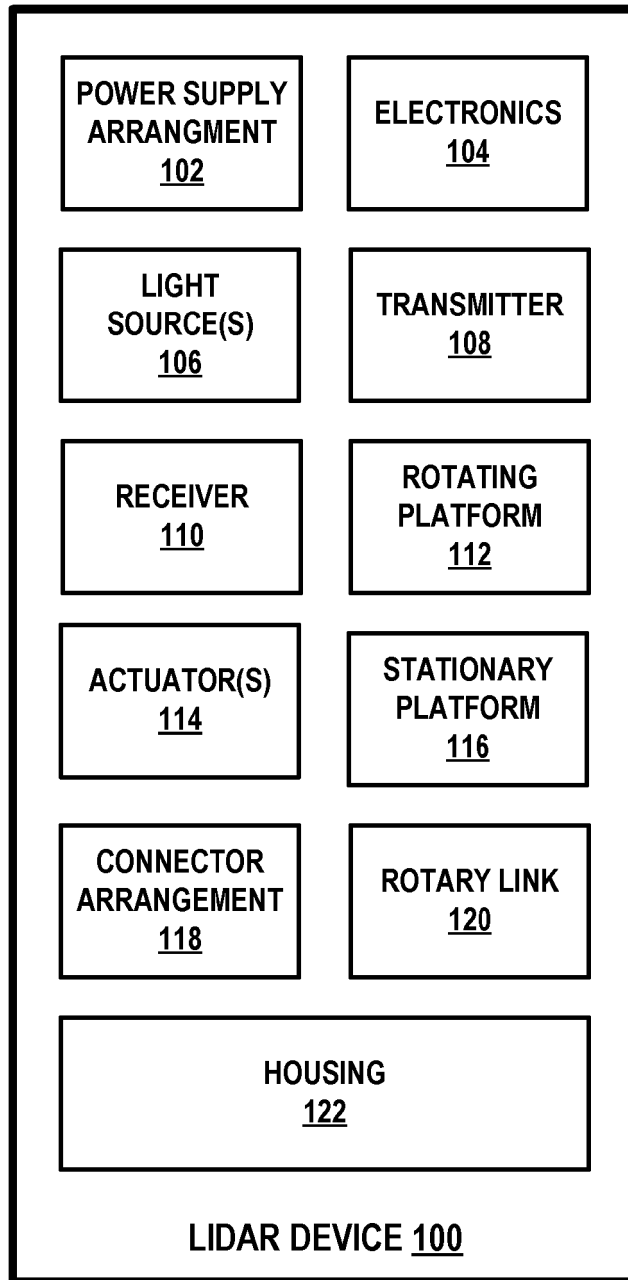 POWER SUPPLY
ARRANGMENT
102
ELECTRONICS
104
LIGHT
SOURCE(S)
106
TRANSMITTER
108
RECEIVER
110
ROTATING
PLATFORM
112
ACTUATOR(S)
114
STATIONARY
PLATFORM
116
CONNECTOR
ARRANGEMENT
118
ROTARY LINK
120
HOUSING
122
LIDAR DEVICE 100